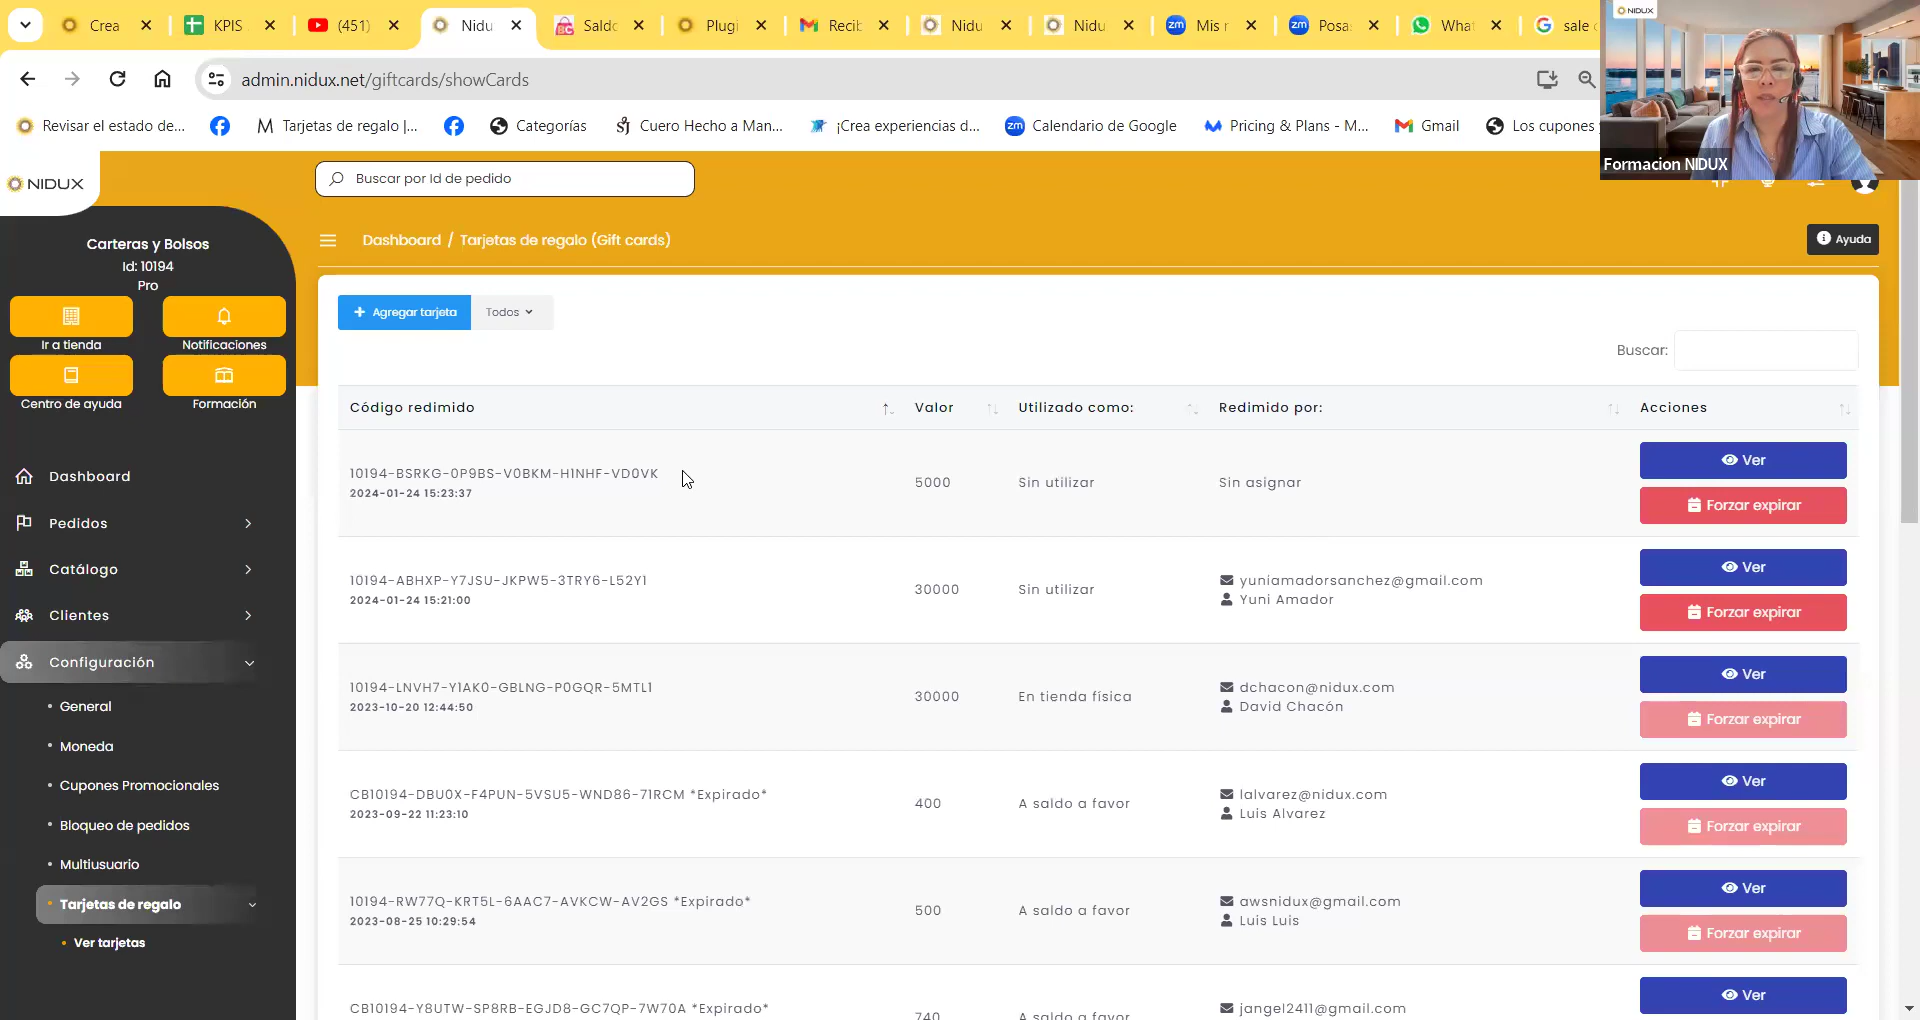 Crea
KPIS
(451)
Nidu
Saldo
Plugi
Recib
Nidu
Nidu
Mis r
Posa
What
sale
admin.nidux.net/giftcards/showCards
Revisar el estado de...
Tarjetas de regalo |...
Categorías
Cuero Hecho a Man...
¡Crea experiencias d...
Calendario de Google
Pricing & Plans - M...
Gmail
Los cupones
NIDUX
Formacion NIDUX
NIDUX
Buscar por Id de pedido
Carteras y Bolsos
Id: 10194
Pro
Ir a tienda
Notificaciones
Centro de ayuda
Formación
Dashboard
Pedidos
Catálogo
Clientes
Configuración
• General
• Moneda
• Cupones Promocionales
• Bloqueo de pedidos
• Multiusuario
• Tarjetas de regalo
• Ver tarjetas
Dashboard / Tarjetas de regalo (Gift cards)
Ayuda
+ Agregar tarjeta
Todos
Buscar:
Código redimido Valor Utilizado como: Redimido por: Acciones
10194-BSRKG-0P9BS-V0BKM-H1NHF-VD0VK
2024-01-24 15:23:37
5000 Sin utilizar Sin asignar
Ver
Forzar expirar
10194-ABHXP-Y7JSU-JKPW5-3TRY6-L52Y1
2024-01-24 15:21:00
30000 Sin utilizar
yuniamadorsanchez@gmail.com
Yuni Amador
Ver
Forzar expirar
10194-LNVH7-Y1AK0-GBLNG-P0GQR-5MTL1
2023-10-20 12:44:50
30000 En tienda física
dchacon@nidux.com
David Chacón
Ver
Forzar expirar
CB10194-DBU0X-F4PUN-5VSU5-WND86-71RCM *Expirado*
2023-09-22 11:23:10
400 A saldo a favor
lalvarez@nidux.com
Luis Alvarez
Ver
Forzar expirar
10194-RW77Q-KRT5L-6AAC7-AVKCW-AV2GS *Expirado*
2023-08-25 10:29:54
500 A saldo a favor
awsnidux@gmail.com
Luis Luis
Ver
Forzar expirar
CB10194-Y8UTW-SP8RB-EGJD8-GC7QP-7W70A *Expirado*
740 A saldo a favor
jangel2411@gmail.com
Ver